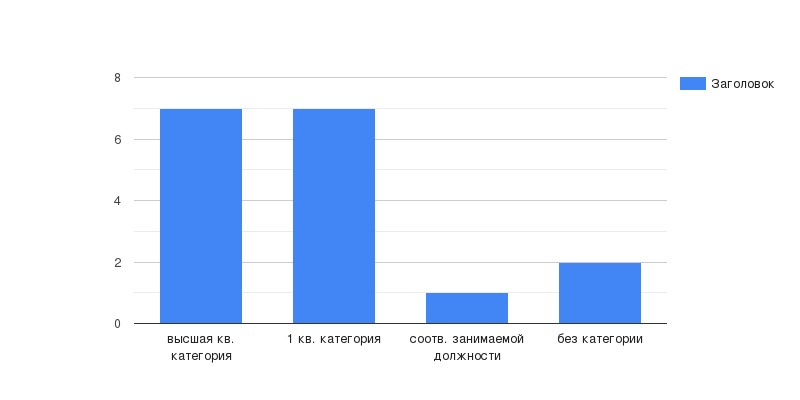 8
6
4
2
0
Заголовок
высшая кв.
категория
1 кв. категория
соотв. занимаемой
должности
без категории